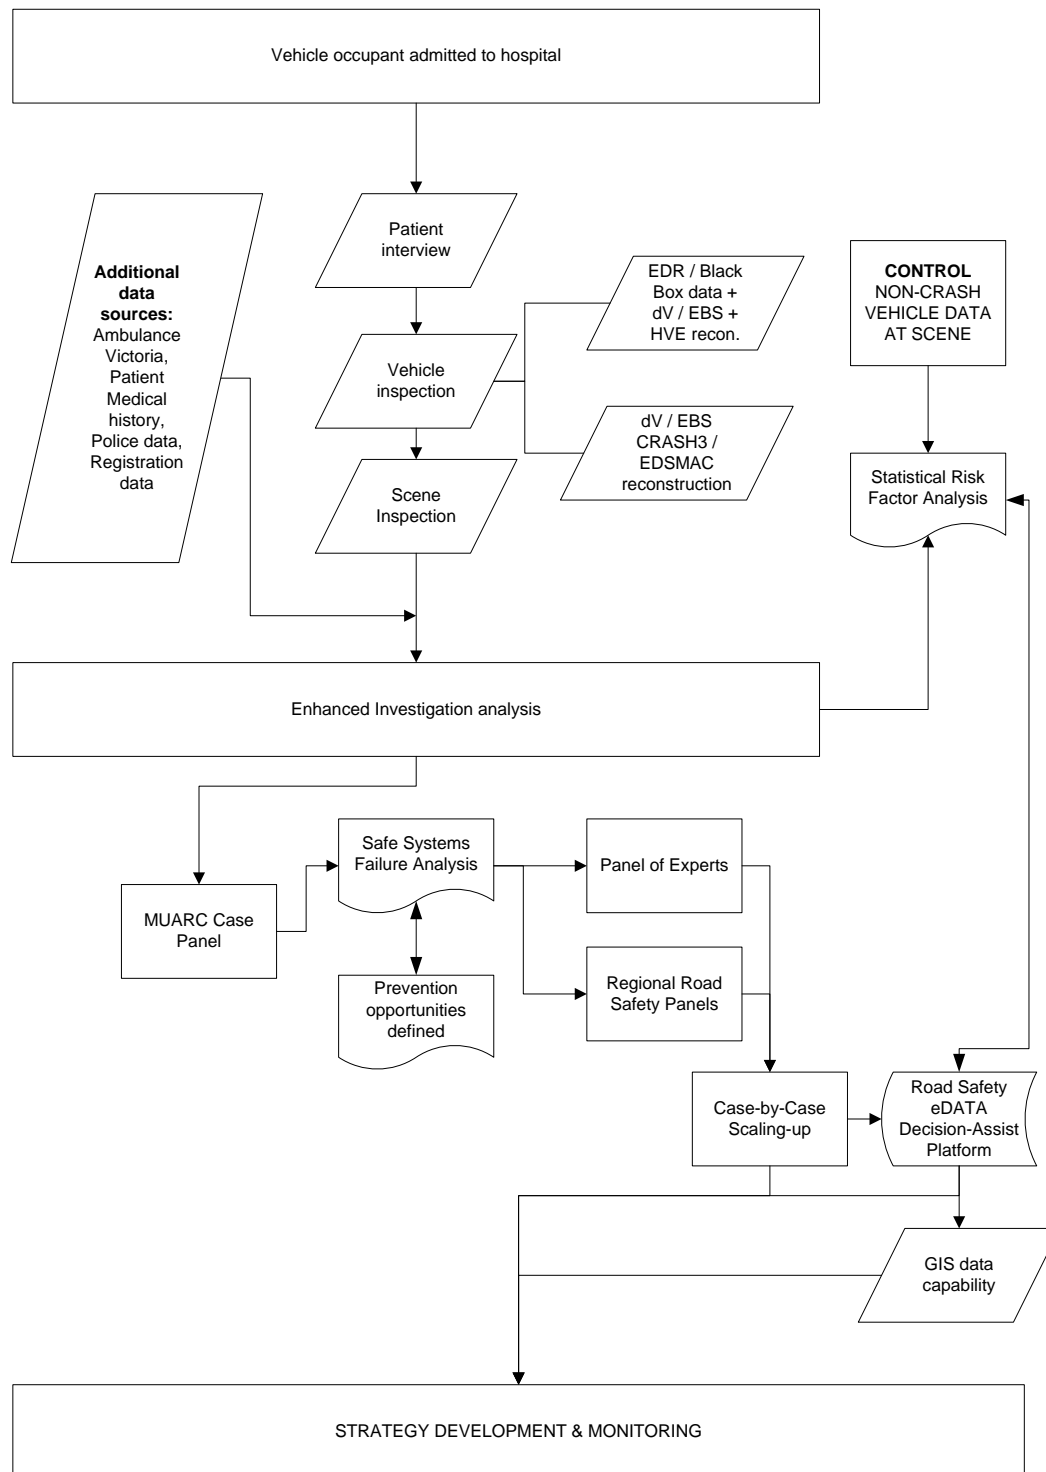 Vehicle occupant admitted to hospital
Patient
interview
Additional
data
sources:
Ambulance
Victoria,
Patient
Medical
history,
Police data,
Registration
data
EDR / Black
Box data +
dV / EBS +
HVE recon.
CONTROL
NON-CRASH
VEHICLE DATA
AT SCENE
Vehicle
inspection
dV / EBS
CRASH3 /
EDSMAC
reconstruction
Statistical Risk
Factor Analysis
Scene
Inspection
Enhanced Investigation analysis
Safe Systems
Failure Analysis
Panel of Experts
MUARC Case
Panel
Prevention
opportunities
defined
Regional Road
Safety Panels
Case-by-Case
Scaling-up
Road Safety
eDATA
Decision-Assist
Platform
GIS data
capability
STRATEGY DEVELOPMENT & MONITORING